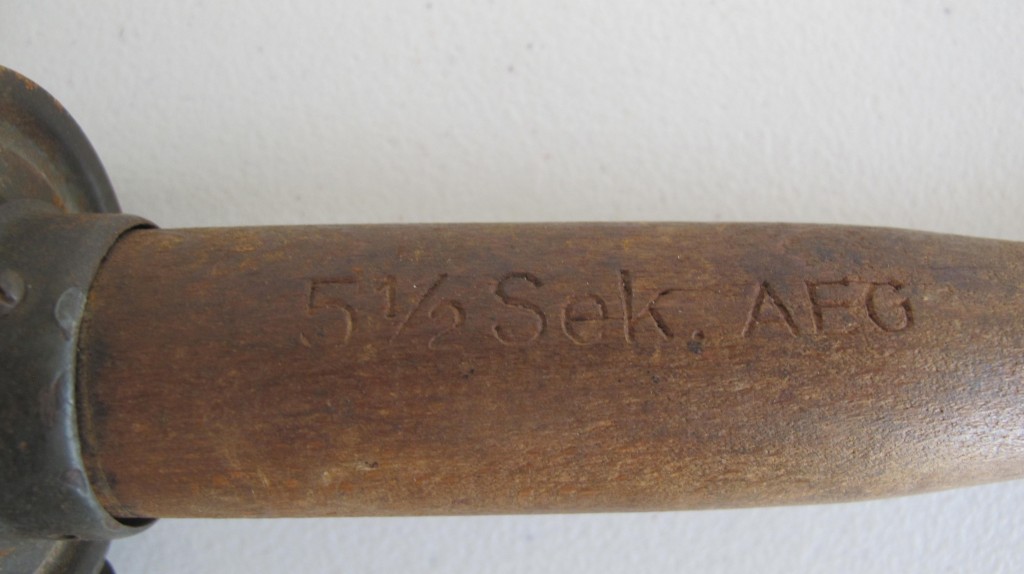 5½ Sek. AEG